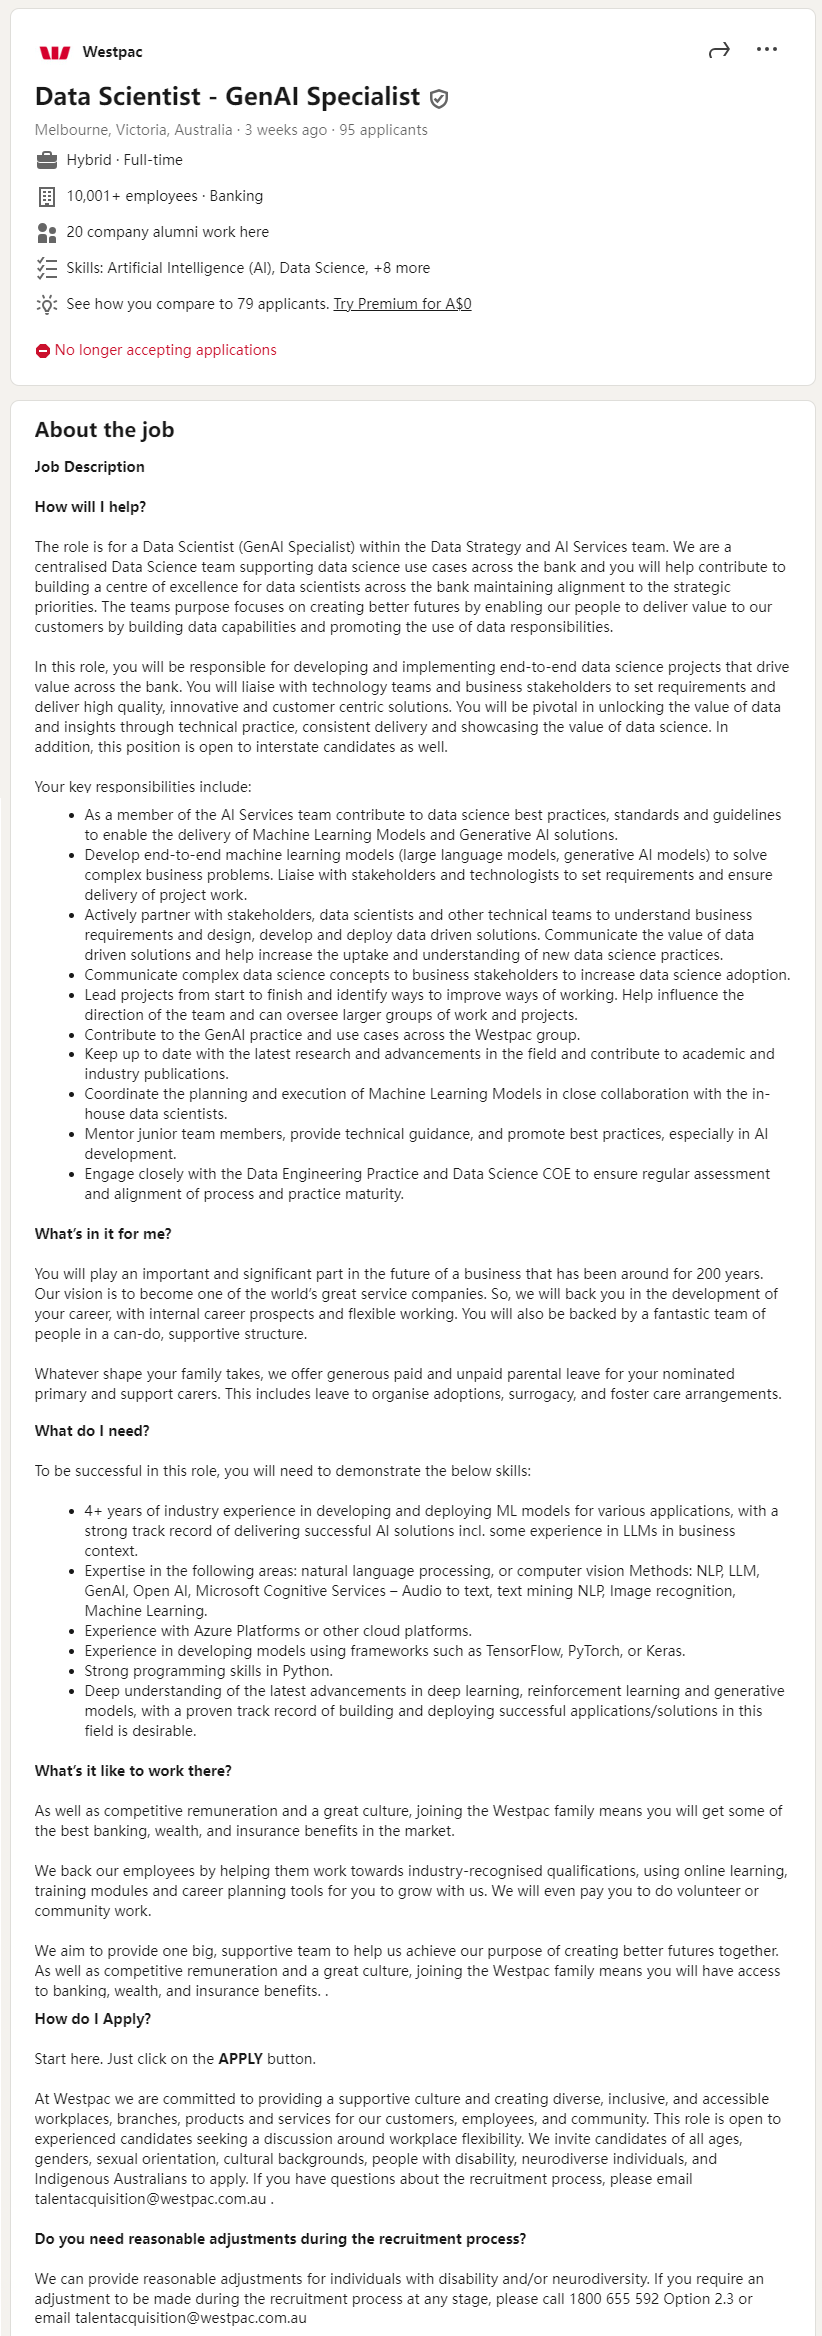 Westpac
Data Scientist - GenAI Specialist
Melbourne, Victoria, Australia · 3 weeks ago · 95 applicants
Hybrid · Full-time
10,001+ employees · Banking
20 company alumni work here
Skills: Artificial Intelligence (AI), Data Science, +8 more
See how you compare to 79 applicants. Try Premium for A$0
No longer accepting applications
About the job
Job Description
How will I help?
The role is for a Data Scientist (GenAI Specialist) within the Data Strategy and AI Services team. We are a
centralised Data Science team supporting data science use cases across the bank and you will help contribute to
building a centre of excellence for data scientists across the bank maintaining alignment to the strategic
priorities. The teams purpose focuses on creating better futures by enabling our people to deliver value to our
customers by building data capabilities and promoting the use of data responsibilities.
In this role, you will be responsible for developing and implementing end-to-end data science projects that drive
value across the bank. You will liaise with technology teams and business stakeholders to set requirements and
deliver high quality, innovative and customer centric solutions. You will be pivotal in unlocking the value of data
and insights through technical practice, consistent delivery and showcasing the value of data science. In
addition, this position is open to interstate candidates as well.
Your key responsibilities include:
• As a member of the AI Services team contribute to data science best practices, standards and guidelines
to enable the delivery of Machine Learning Models and Generative AI solutions.
• Develop end-to-end machine learning models (large language models, generative AI models) to solve
complex business problems. Liaise with stakeholders and technologists to set requirements and ensure
delivery of project work.
• Actively partner with stakeholders, data scientists and other technical teams to understand business
requirements and design, develop and deploy data driven solutions. Communicate the value of data
driven solutions and help increase the uptake and understanding of new data science practices.
• Communicate complex data science concepts to business stakeholders to increase data science adoption.
• Lead projects from start to finish and identify ways to improve ways of working. Help influence the
direction of the team and can oversee larger groups of work and projects.
• Contribute to the GenAI practice and use cases across the Westpac group.
• Keep up to date with the latest research and advancements in the field and contribute to academic and
industry publications.
• Coordinate the planning and execution of Machine Learning Models in close collaboration with the in-
house data scientists.
• Mentor junior team members, provide technical guidance, and promote best practices, especially in AI
development.
• Engage closely with the Data Engineering Practice and Data Science COE to ensure regular assessment
and alignment of process and practice maturity.
What's in it for me?
You will play an important and significant part in the future of a business that has been around for 200 years.
Our vision is to become one of the world's great service companies. So, we will back you in the development of
your career, with internal career prospects and flexible working. You will also be backed by a fantastic team of
people in a can-do, supportive structure.
Whatever shape your family takes, we offer generous paid and unpaid parental leave for your nominated
primary and support carers. This includes leave to organise adoptions, surrogacy, and foster care arrangements.
What do I need?
To be successful in this role, you will need to demonstrate the below skills:
• 4+ years of industry experience in developing and deploying ML models for various applications, with a
strong track record of delivering successful AI solutions incl. some experience in LLMs in business
context.
• Expertise in the following areas: natural language processing, or computer vision Methods: NLP, LLM,
GenAI, Open AI, Microsoft Cognitive Services – Audio to text, text mining NLP, Image recognition,
Machine Learning.
• Experience with Azure Platforms or other cloud platforms.
• Experience in developing models using frameworks such as TensorFlow, PyTorch, or Keras.
• Strong programming skills in Python.
• Deep understanding of the latest advancements in deep learning, reinforcement learning and generative
models, with a proven track record of building and deploying successful applications/solutions in this
field is desirable.
What's it like to work there?
As well as competitive remuneration and a great culture, joining the Westpac family means you will get some of
the best banking, wealth, and insurance benefits in the market.
We back our employees by helping them work towards industry-recognised qualifications, using online learning,
training modules and career planning tools for you to grow with us. We will even pay you to do volunteer or
community work.
We aim to provide one big, supportive team to help us achieve our purpose of creating better futures together.
As well as competitive remuneration and a great culture, joining the Westpac family means you will have access
to banking, wealth, and insurance benefits. .
How do I Apply?
Start here. Just click on the APPLY button.
At Westpac we are committed to providing a supportive culture and creating diverse, inclusive, and accessible
workplaces, branches, products and services for our customers, employees, and community. This role is open to
experienced candidates seeking a discussion around workplace flexibility. We invite candidates of all ages,
genders, sexual orientation, cultural backgrounds, people with disability, neurodiverse individuals, and
Indigenous Australians to apply. If you have questions about the recruitment process, please email
talentacquisition@westpac.com.au .
Do you need reasonable adjustments during the recruitment process?
We can provide reasonable adjustments for individuals with disability and/or neurodiversity. If you require an
adjustment to be made during the recruitment process at any stage, please call 1800 655 592 Option 2.3 or
email talentacquisition@westpac.com.au